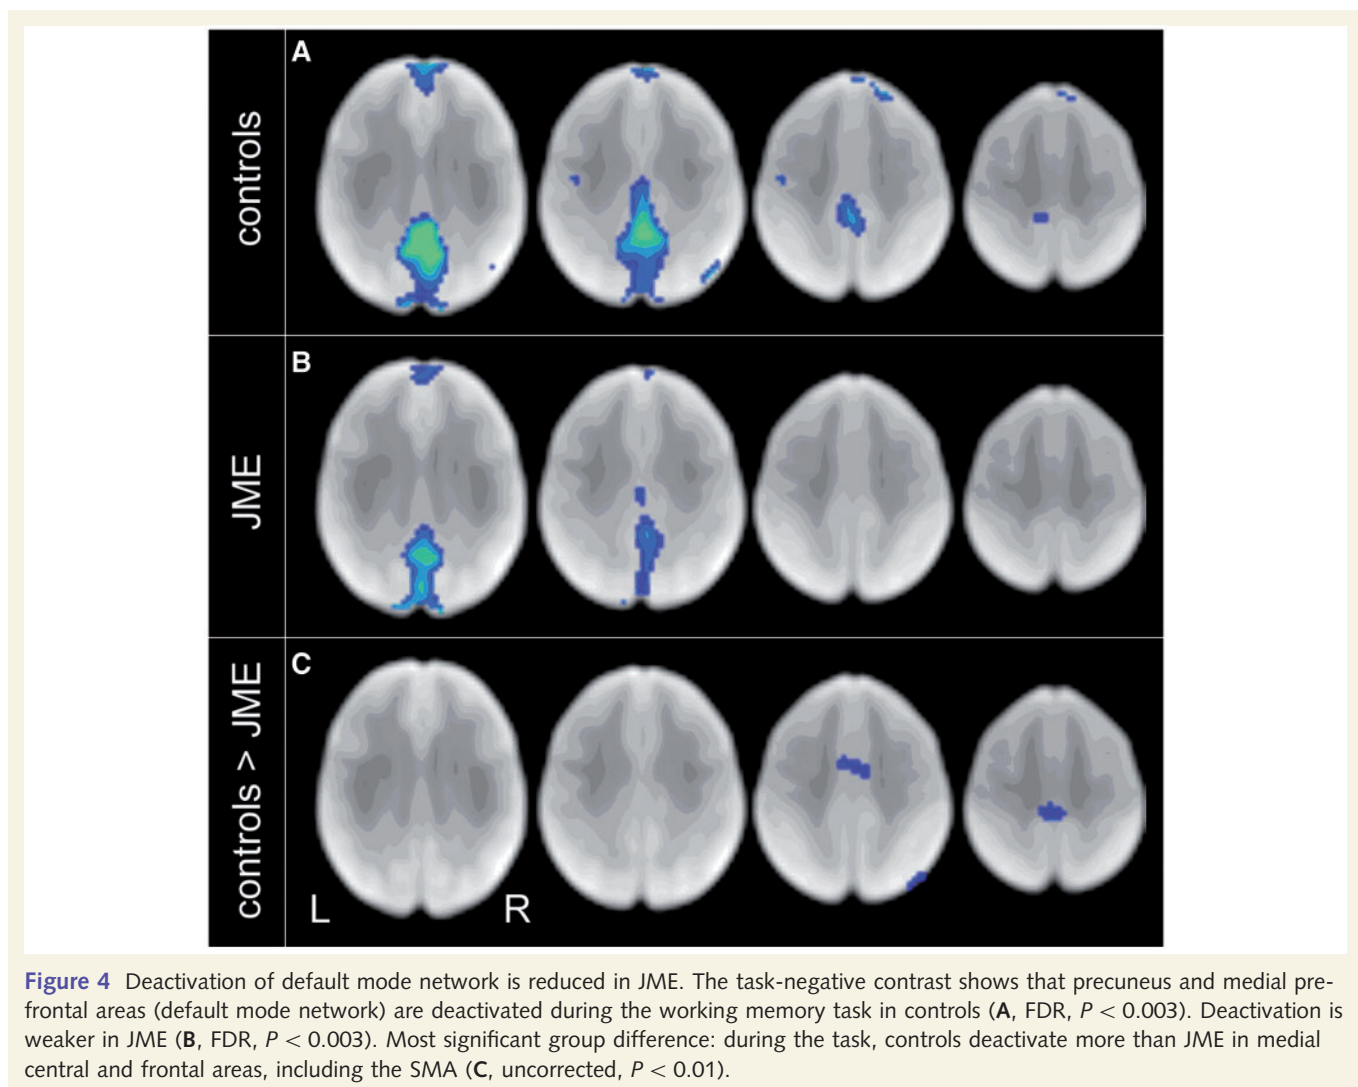 A
controls
B
JME
C
controls > JME
L R
Figure 4 Deactivation of default mode network is reduced in JME. The task-negative contrast shows that precuneus and medial pre-
frontal areas (default mode network) are deactivated during the working memory task in controls (A, FDR, P < 0.003). Deactivation is
weaker in JME (B, FDR, P < 0.003). Most significant group difference: during the task, controls deactivate more than JME in medial
central and frontal areas, including the SMA (C, uncorrected, P < 0.01).